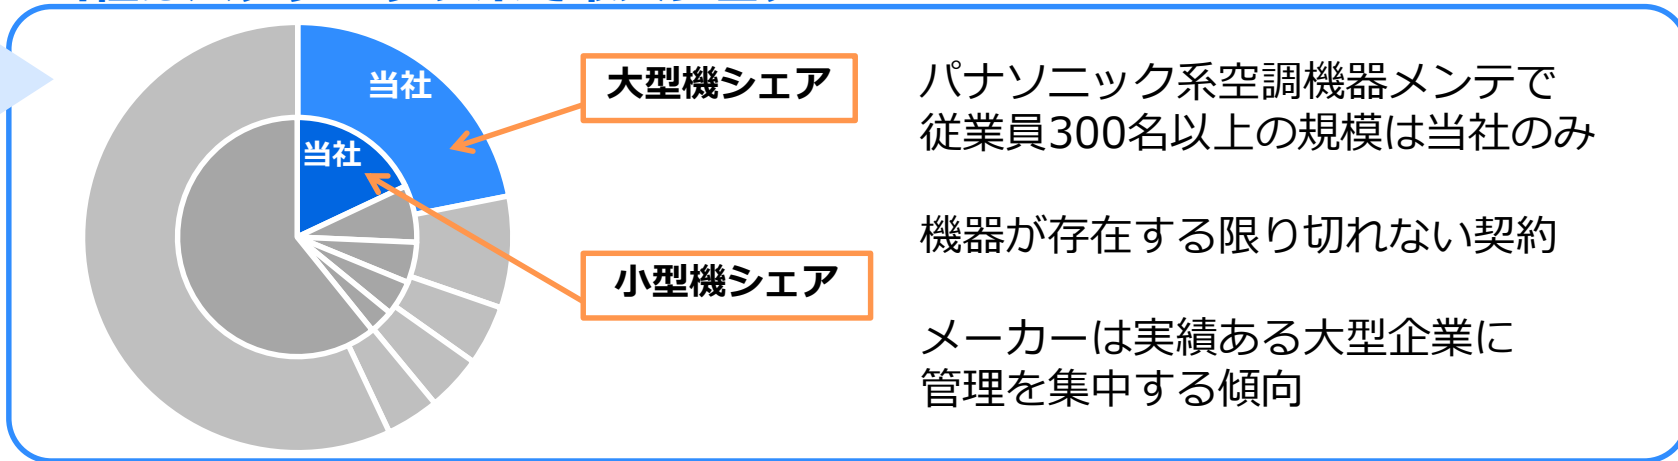 当社
当社
大型機シェア
小型機シェア
パナソニック系空調機器メンテで
従業員300名以上の規模は当社のみ
機器が存在する限り切れない契約
メーカーは実績ある大型企業に
管理を集中する傾向